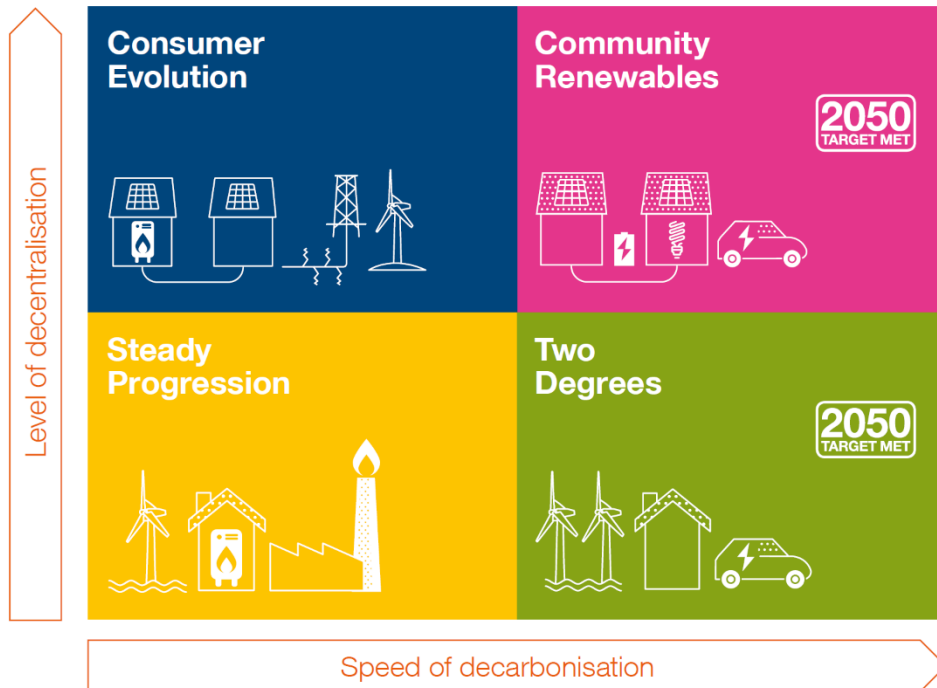 Level of decentralisation
Consumer
Evolution
Community
Renewables
2050
TARGET MET
Steady
Progression
Two
Degrees
2050
TARGET MET
Speed of decarbonisation